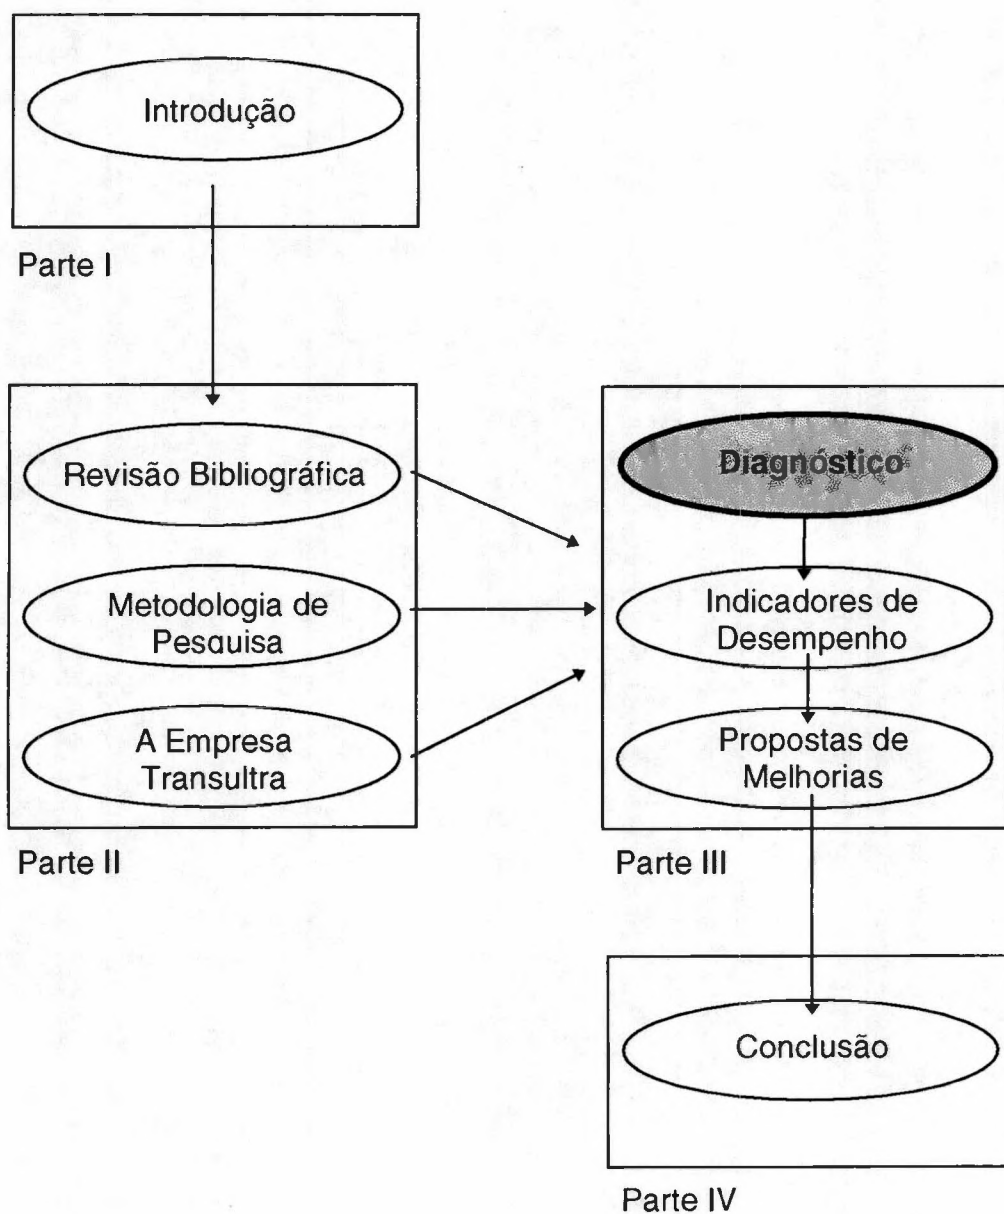 Introdução
Parte I
Revisão Bibliográfica
Metodologia de
Pesquisa
A Empresa
Transultra
Parte II
Diagnóstico
Indicadores de
Desempenho
Propostas de
Melhorias
Parte III
Conclusão
Parte IV